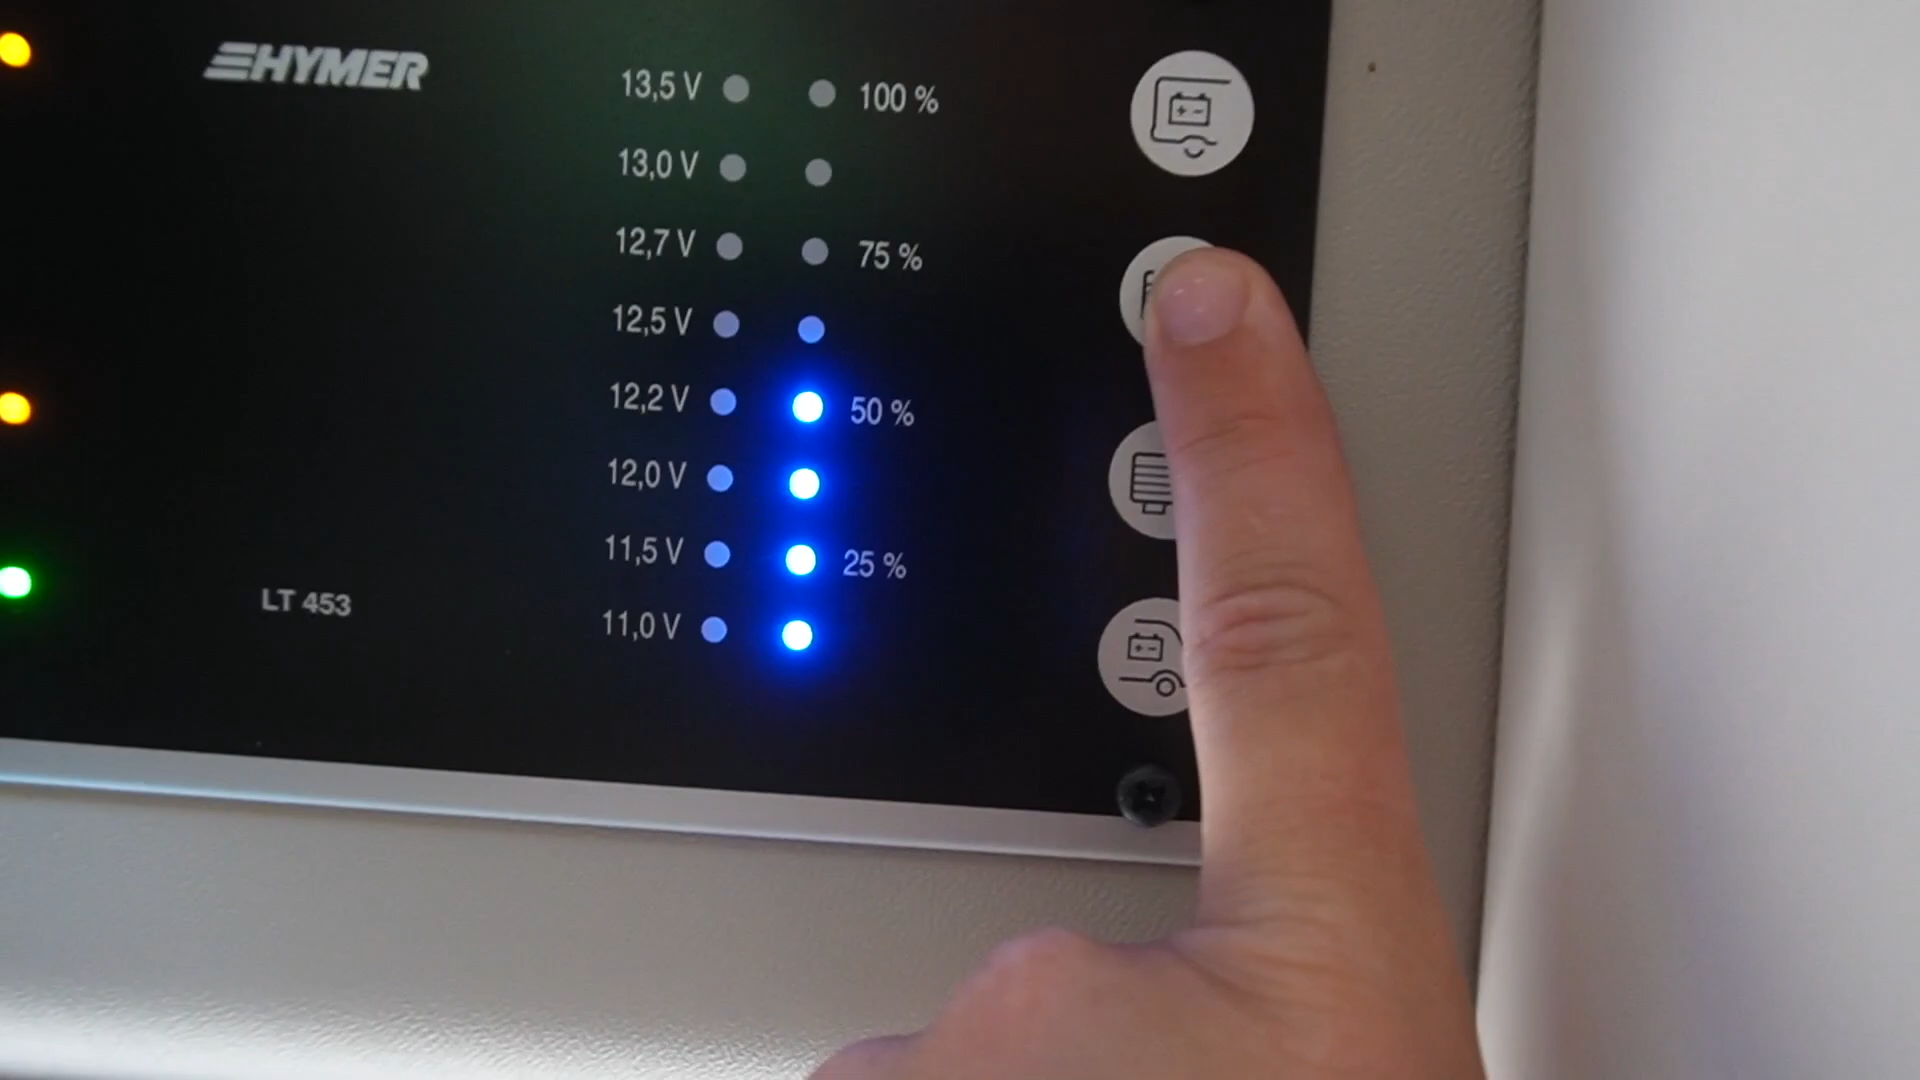 HYMER
13,5 V 100 %
13,0 V
12,7 V 75 %
12,5 V
12,2 V 50 %
12,0 V
11,5 V 25 %
11,0 V
LT 453